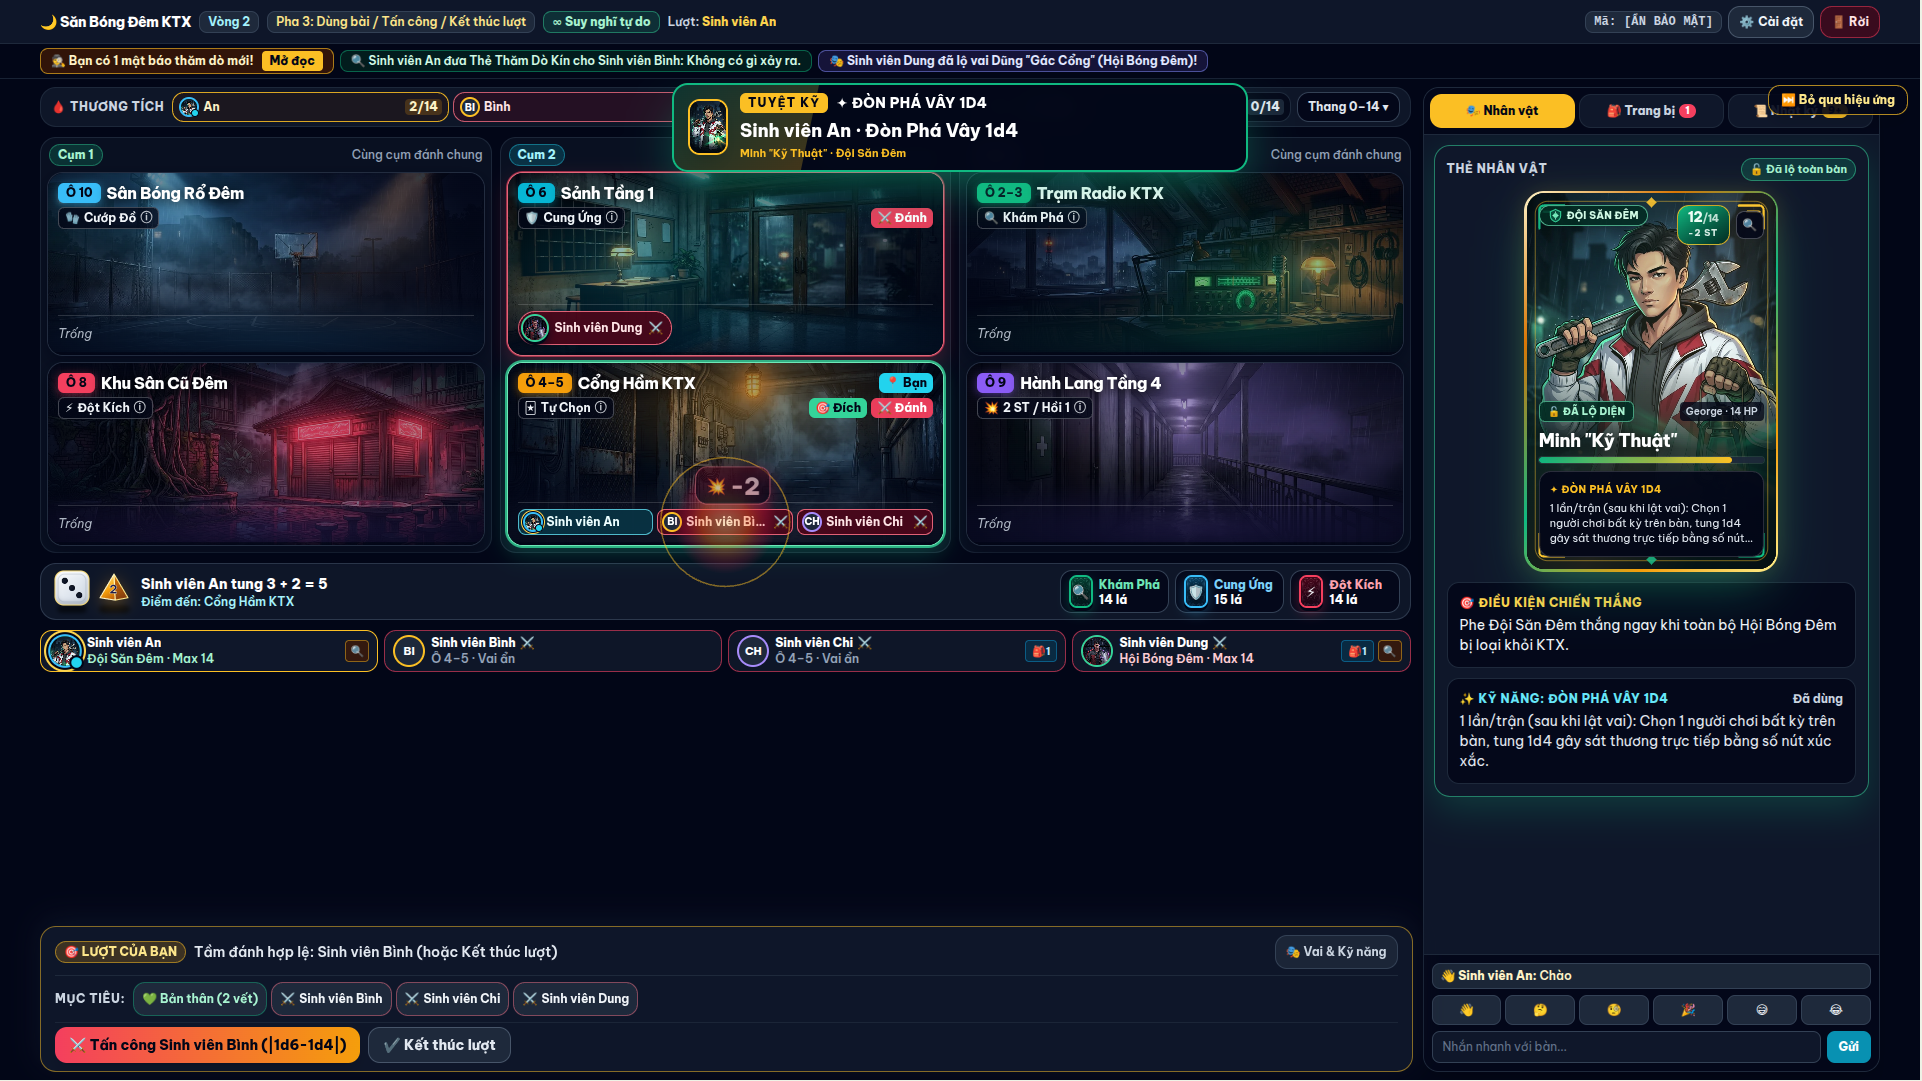 🌙 Săn Bóng Đêm KTX
Vòng 2
Pha 3: Dùng bài / Tấn công / Kết thúc lượt
∞ Suy nghĩ tự do
Lượt: Sinh viên An
Mã: [ẨN BẢO MẬT]
⚙️ Cài đặt
🚪 Rời
🕵️ Bạn có 1 mật báo thăm dò mới! Mở đọc
🔍 Sinh viên An đưa Thẻ Thăm Dò Kín cho Sinh viên Bình: Không có gì xảy ra.
🎭 Sinh viên Dung đã lộ vai Dũng "Gác Cổng" (Hội Bóng Đêm)!
🩸 THƯƠNG TÍCH
An 2/14
BI Bình
0/14
Thang 0-14 ▾
TUYỆT KỸ ✦ ĐÒN PHÁ VÂY 1D4
Sinh viên An · Đòn Phá Vây 1d4
Minh "Kỹ Thuật" · Đội Săn Đêm
⏩ Bỏ qua hiệu ứng
🎭 Nhân vật
🎒 Trang bị 1
Cụm 1
Cùng cụm đánh chung
Ô 10 Sân Bóng Rổ Đêm
🧤 Cướp Đồ ⓘ
Trống
Ô 8 Khu Sân Cũ Đêm
⚡ Đột Kích ⓘ
Trống
Cụm 2
Ô 6 Sảnh Tầng 1
🛡️ Cung Ứng ⓘ
⚔️ Đánh
Sinh viên Dung ⚔️
Ô 4-5 Cổng Hầm KTX
📍 Bạn
🃏 Tự Chọn ⓘ
🎯 Đích
⚔️ Đánh
💥 -2
Sinh viên An
BI Sinh viên Bì... ⚔️
CH Sinh viên Chi ⚔️
Cùng cụm đánh chung
Ô 2-3 Trạm Radio KTX
🔍 Khám Phá ⓘ
Trống
Ô 9 Hành Lang Tầng 4
💥 2 ST / Hồi 1 ⓘ
Trống
2
Sinh viên An tung 3 + 2 = 5
Điểm đến: Cổng Hầm KTX
🔍 Khám Phá
14 lá
🛡️ Cung Ứng
15 lá
⚡ Đột Kích
14 lá
Sinh viên An
Đội Săn Đêm · Max 14
🔍
BI Sinh viên Bình ⚔️
Ô 4-5 · Vai ẩn
CH Sinh viên Chi ⚔️
Ô 4-5 · Vai ẩn
🎒1
Sinh viên Dung ⚔️
Hội Bóng Đêm · Max 14
🎒1 🔍
🎯 LƯỢT CỦA BẠN
Tầm đánh hợp lệ: Sinh viên Bình (hoặc Kết thúc lượt)
🎭 Vai & Kỹ năng
MỤC TIÊU:
💚 Bản thân (2 vết)
⚔️ Sinh viên Bình
⚔️ Sinh viên Chi
⚔️ Sinh viên Dung
⚔️ Tấn công Sinh viên Bình (|1d6-1d4|)
✔️ Kết thúc lượt
THẺ NHÂN VẬT
🔓 Đã lộ toàn bàn
ĐỘI SĂN ĐÊM
12/14
-2 ST
🔍
🔓 ĐÃ LỘ DIỆN
George · 14 HP
Minh "Kỹ Thuật"
✦ ĐÒN PHÁ VÂY 1D4
1 lần/trận (sau khi lật vai): Chọn 1
người chơi bất kỳ trên bàn, tung 1d4
gây sát thương trực tiếp bằng số nút...
🎯 ĐIỀU KIỆN CHIẾN THẮNG
Phe Đội Săn Đêm thắng ngay khi toàn bộ Hội Bóng Đêm
bị loại khỏi KTX.
✨ KỸ NĂNG: ĐÒN PHÁ VÂY 1D4
Đã dùng
1 lần/trận (sau khi lật vai): Chọn 1 người chơi bất kỳ trên
bàn, tung 1d4 gây sát thương trực tiếp bằng số nút xúc
xắc.
👋 Sinh viên An: Chào
Nhắn nhanh với bàn...
Gửi